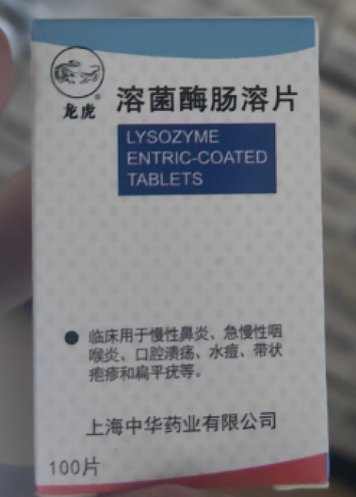 龙虎®
溶菌酶肠溶片
LYSOZYME
ENTRIC-COATED
TABLETS
● 临床用于慢性鼻炎、急慢性咽
喉炎、口腔溃疡、水痘、带状
疱疹和扁平疣等。
上海中华药业有限公司
100片